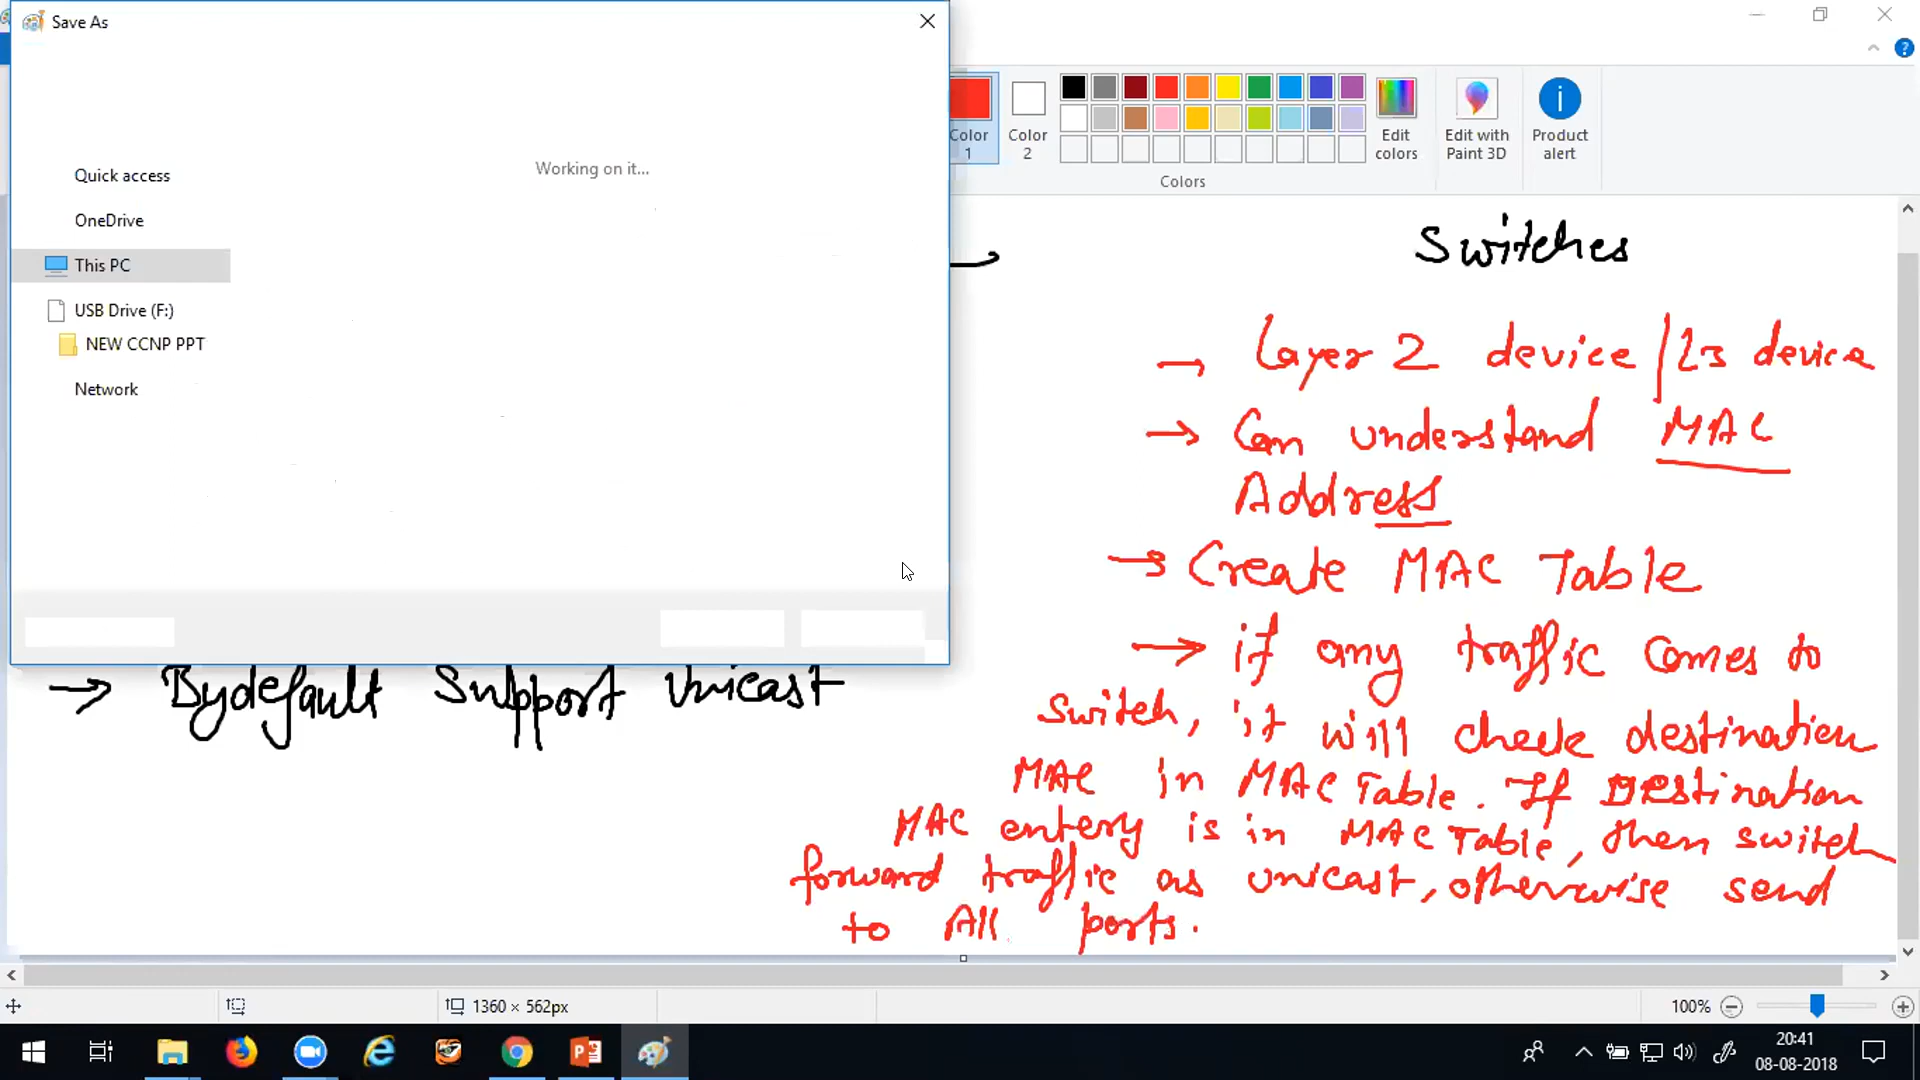 Save As
Quick access
OneDrive
This PC
USB Drive (F:)
NEW CCNP PPT
Network
Working on it...
Color 1
Color 2
Edit colors
Edit with Paint 3D
Product alert
Colors
Switches
→ Layer 2 device / L3 device
→ Can understand MAC
Address
→ Create MAC Table
→ if any traffic comes to
switch, it will check destination
MAC in MAC Table. If Destination
MAC entery is in MAC Table, then switch
forward traffic as unicast, otherwise send
to All ports.
→ Bydefault Support Unicast
1360 × 562px
100%
20:41
08-08-2018